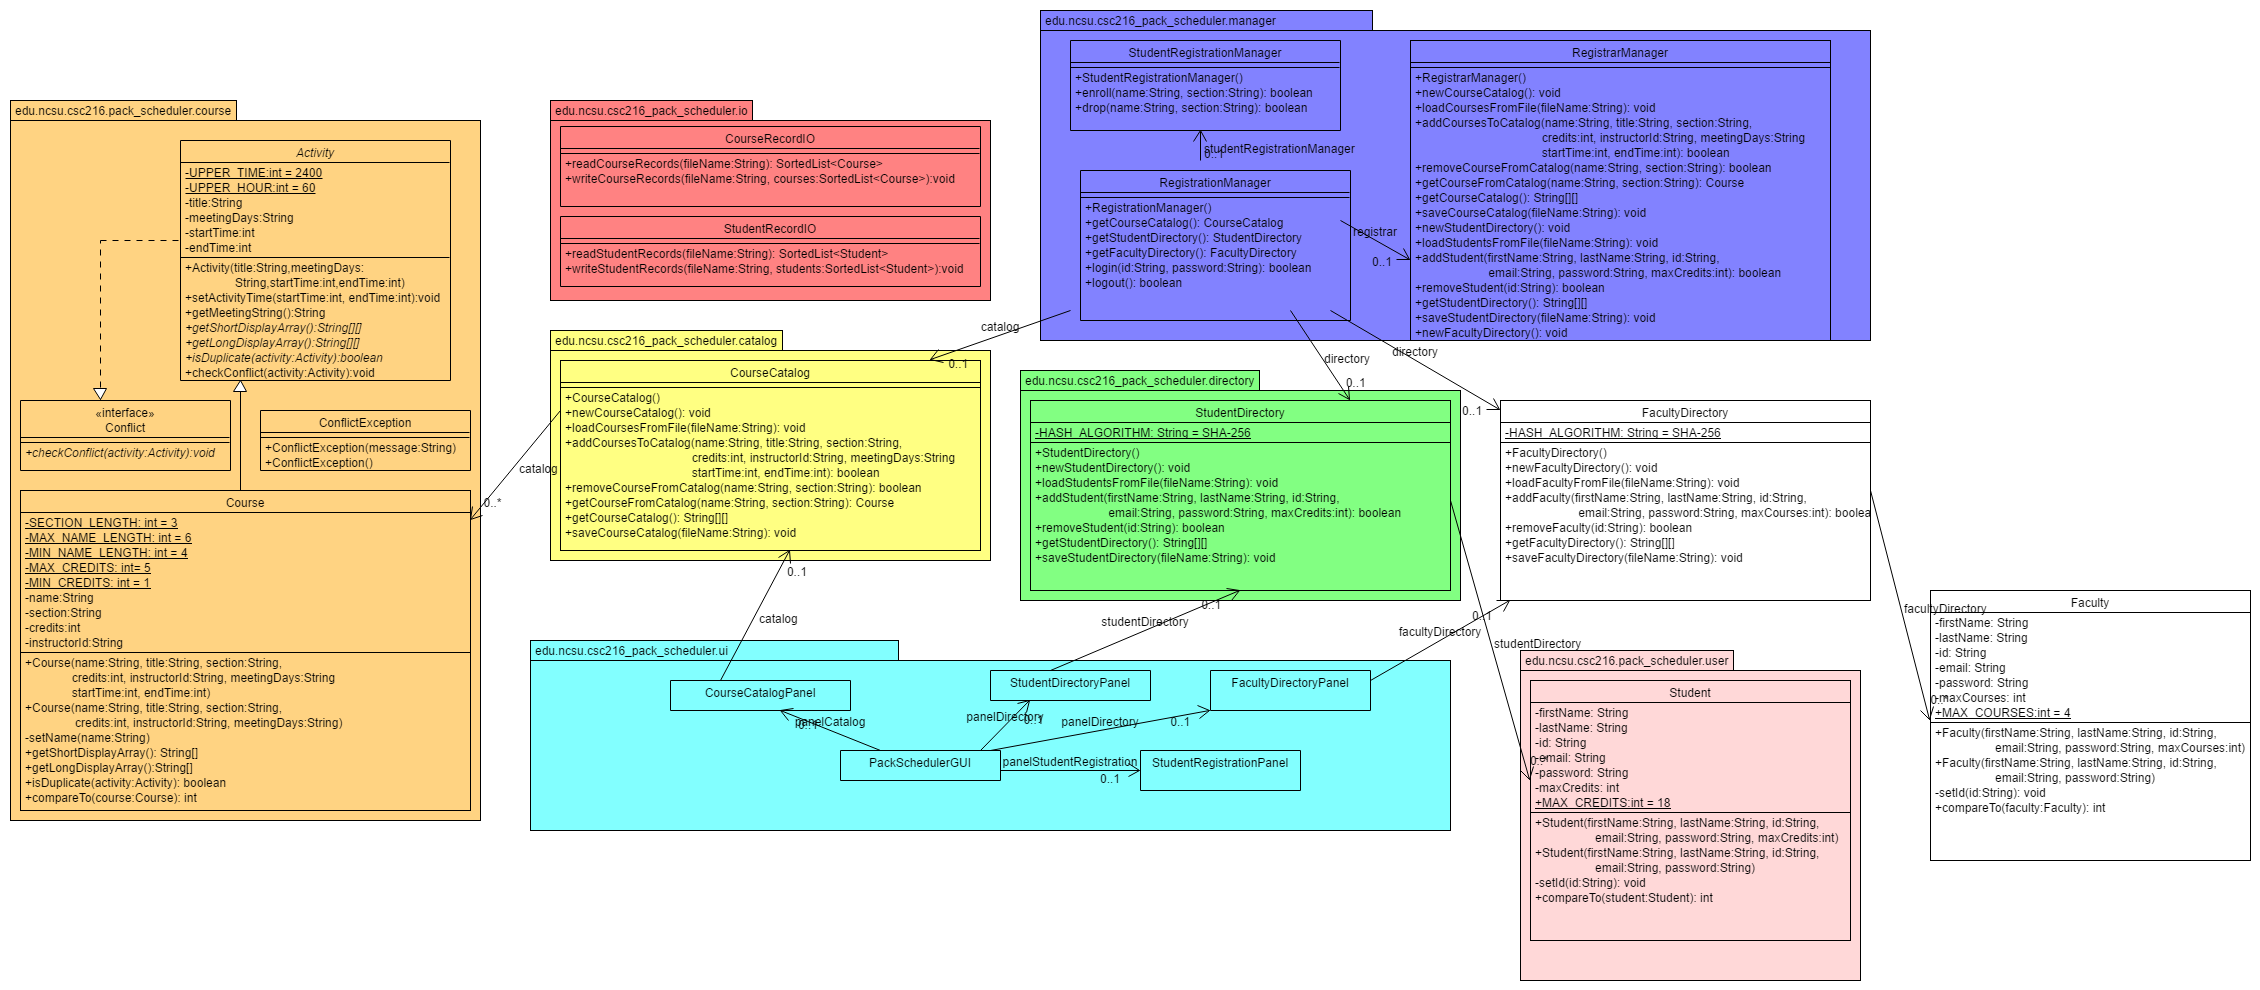 edu.ncsu.csc216.pack_scheduler.course
Activity
-UPPER_TIME:int = 2400
-UPPER_HOUR:int = 60
-title:String
-meetingDays:String
-startTime:int
-endTime:int
+Activity(title:String,meetingDays:
String,startTime:int,endTime:int)
+setActivityTime(startTime:int, endTime:int):void
+getMeetingString():String
+getShortDisplayArray():String[][]
+getLongDisplayArray():String[][]
+isDuplicate(activity:Activity):boolean
+checkConflict(activity:Activity):void
«interface»
Conflict
+checkConflict(activity:Activity):void
ConflictException
+ConflictException(message:String)
+ConflictException()
Course
-SECTION_LENGTH: int = 3
-MAX_NAME_LENGTH: int = 6
-MIN_NAME_LENGTH: int = 4
-MAX_CREDITS: int= 5
-MIN_CREDITS: int = 1
-name:String
-section:String
-credits:int
-instructorId:String
+Course(name:String, title:String, section:String,
credits:int, instructorId:String, meetingDays:String
startTime:int, endTime:int)
+Course(name:String, title:String, section:String,
credits:int, instructorId:String, meetingDays:String)
-setName(name:String)
+getShortDisplayArray(): String[]
+getLongDisplayArray():String[]
+isDuplicate(activity:Activity): boolean
+compareTo(course:Course): int
edu.ncsu.csc216_pack_scheduler.io
CourseRecordIO
+readCourseRecords(fileName:String): SortedList<Course>
+writeCourseRecords(fileName:String, courses:SortedList<Course>):void
StudentRecordIO
+readStudentRecords(fileName:String): SortedList<Student>
+writeStudentRecords(fileName:String, students:SortedList<Student>):void
edu.ncsu.csc216_pack_scheduler.catalog
CourseCatalog
+CourseCatalog()
+newCourseCatalog(): void
+loadCoursesFromFile(fileName:String): void
+addCoursesToCatalog(name:String, title:String, section:String,
credits:int, instructorId:String, meetingDays:String
startTime:int, endTime:int): boolean
+removeCourseFromCatalog(name:String, section:String): boolean
+getCourseFromCatalog(name:String, section:String): Course
+getCourseCatalog(): String[][]
+saveCourseCatalog(fileName:String): void
catalog
0..*
catalog
0..1
catalog
0..1
edu.ncsu.csc216_pack_scheduler.manager
StudentRegistrationManager
+StudentRegistrationManager()
+enroll(name:String, section:String): boolean
+drop(name:String, section:String): boolean
studentRegistrationManager
0..1
RegistrationManager
+RegistrationManager()
+getCourseCatalog(): CourseCatalog
+getStudentDirectory(): StudentDirectory
+getFacultyDirectory(): FacultyDirectory
+login(id:String, password:String): boolean
+logout(): boolean
registrar
0..1
RegistrarManager
+RegistrarManager()
+newCourseCatalog(): void
+loadCoursesFromFile(fileName:String): void
+addCoursesToCatalog(name:String, title:String, section:String,
credits:int, instructorId:String, meetingDays:String
startTime:int, endTime:int): boolean
+removeCourseFromCatalog(name:String, section:String): boolean
+getCourseFromCatalog(name:String, section:String): Course
+getCourseCatalog(): String[][]
+saveCourseCatalog(fileName:String): void
+newStudentDirectory(): void
+loadStudentsFromFile(fileName:String): void
+addStudent(firstName:String, lastName:String, id:String,
email:String, password:String, maxCredits:int): boolean
+removeStudent(id:String): boolean
+getStudentDirectory(): String[][]
+saveStudentDirectory(fileName:String): void
+newFacultyDirectory(): void
directory
0..1
directory
0..1
edu.ncsu.csc216_pack_scheduler.directory
StudentDirectory
-HASH_ALGORITHM: String = SHA-256
+StudentDirectory()
+newStudentDirectory(): void
+loadStudentsFromFile(fileName:String): void
+addStudent(firstName:String, lastName:String, id:String,
email:String, password:String, maxCredits:int): boolean
+removeStudent(id:String): boolean
+getStudentDirectory(): String[][]
+saveStudentDirectory(fileName:String): void
FacultyDirectory
-HASH_ALGORITHM: String = SHA-256
+FacultyDirectory()
+newFacultyDirectory(): void
+loadFacultyFromFile(fileName:String): void
+addFaculty(firstName:String, lastName:String, id:String,
email:String, password:String, maxCourses:int): boolea
+removeFaculty(id:String): boolean
+getFacultyDirectory(): String[][]
+saveFacultyDirectory(fileName:String): void
studentDirectory
0..1
facultyDirectory
0..1
studentDirectory
0..*
facultyDirectory
0..*
edu.ncsu.csc216_pack_scheduler.ui
CourseCatalogPanel
StudentDirectoryPanel
FacultyDirectoryPanel
panelCatalog
0..1
panelDirectory
0..1
panelDirectory
0..1
PackSchedulerGUI
panelStudentRegistration
0..1
StudentRegistrationPanel
edu.ncsu.csc216.pack_scheduler.user
Student
-firstName: String
-lastName: String
-id: String
-email: String
-password: String
-maxCredits: int
+MAX_CREDITS:int = 18
+Student(firstName:String, lastName:String, id:String,
email:String, password:String, maxCredits:int)
+Student(firstName:String, lastName:String, id:String,
email:String, password:String)
-setId(id:String): void
+compareTo(student:Student): int
Faculty
-firstName: String
-lastName: String
-id: String
-email: String
-password: String
-maxCourses: int
+MAX_COURSES:int = 4
+Faculty(firstName:String, lastName:String, id:String,
email:String, password:String, maxCourses:int)
+Faculty(firstName:String, lastName:String, id:String,
email:String, password:String)
-setId(id:String): void
+compareTo(faculty:Faculty): int